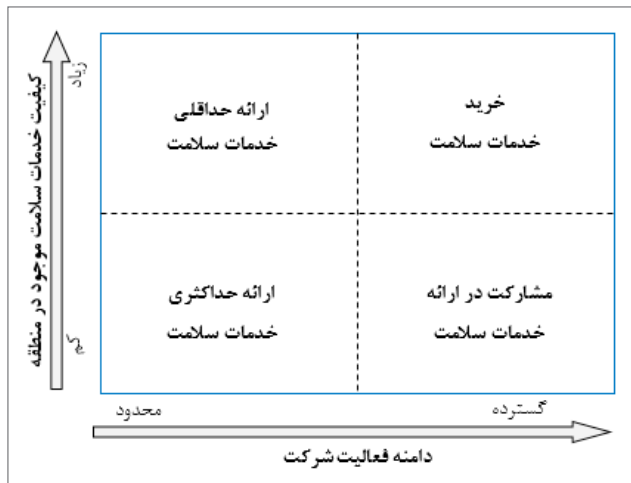 زیاد
کیفیت خدمات سلامت موجود در منطقه
کم
خرید
خدمات سلامت
ارائه حداقلی
خدمات سلامت
مشارکت در ارائه
خدمات سلامت
ارائه حداکثری
خدمات سلامت
گسترده
محدود
دامنه فعالیت شرکت